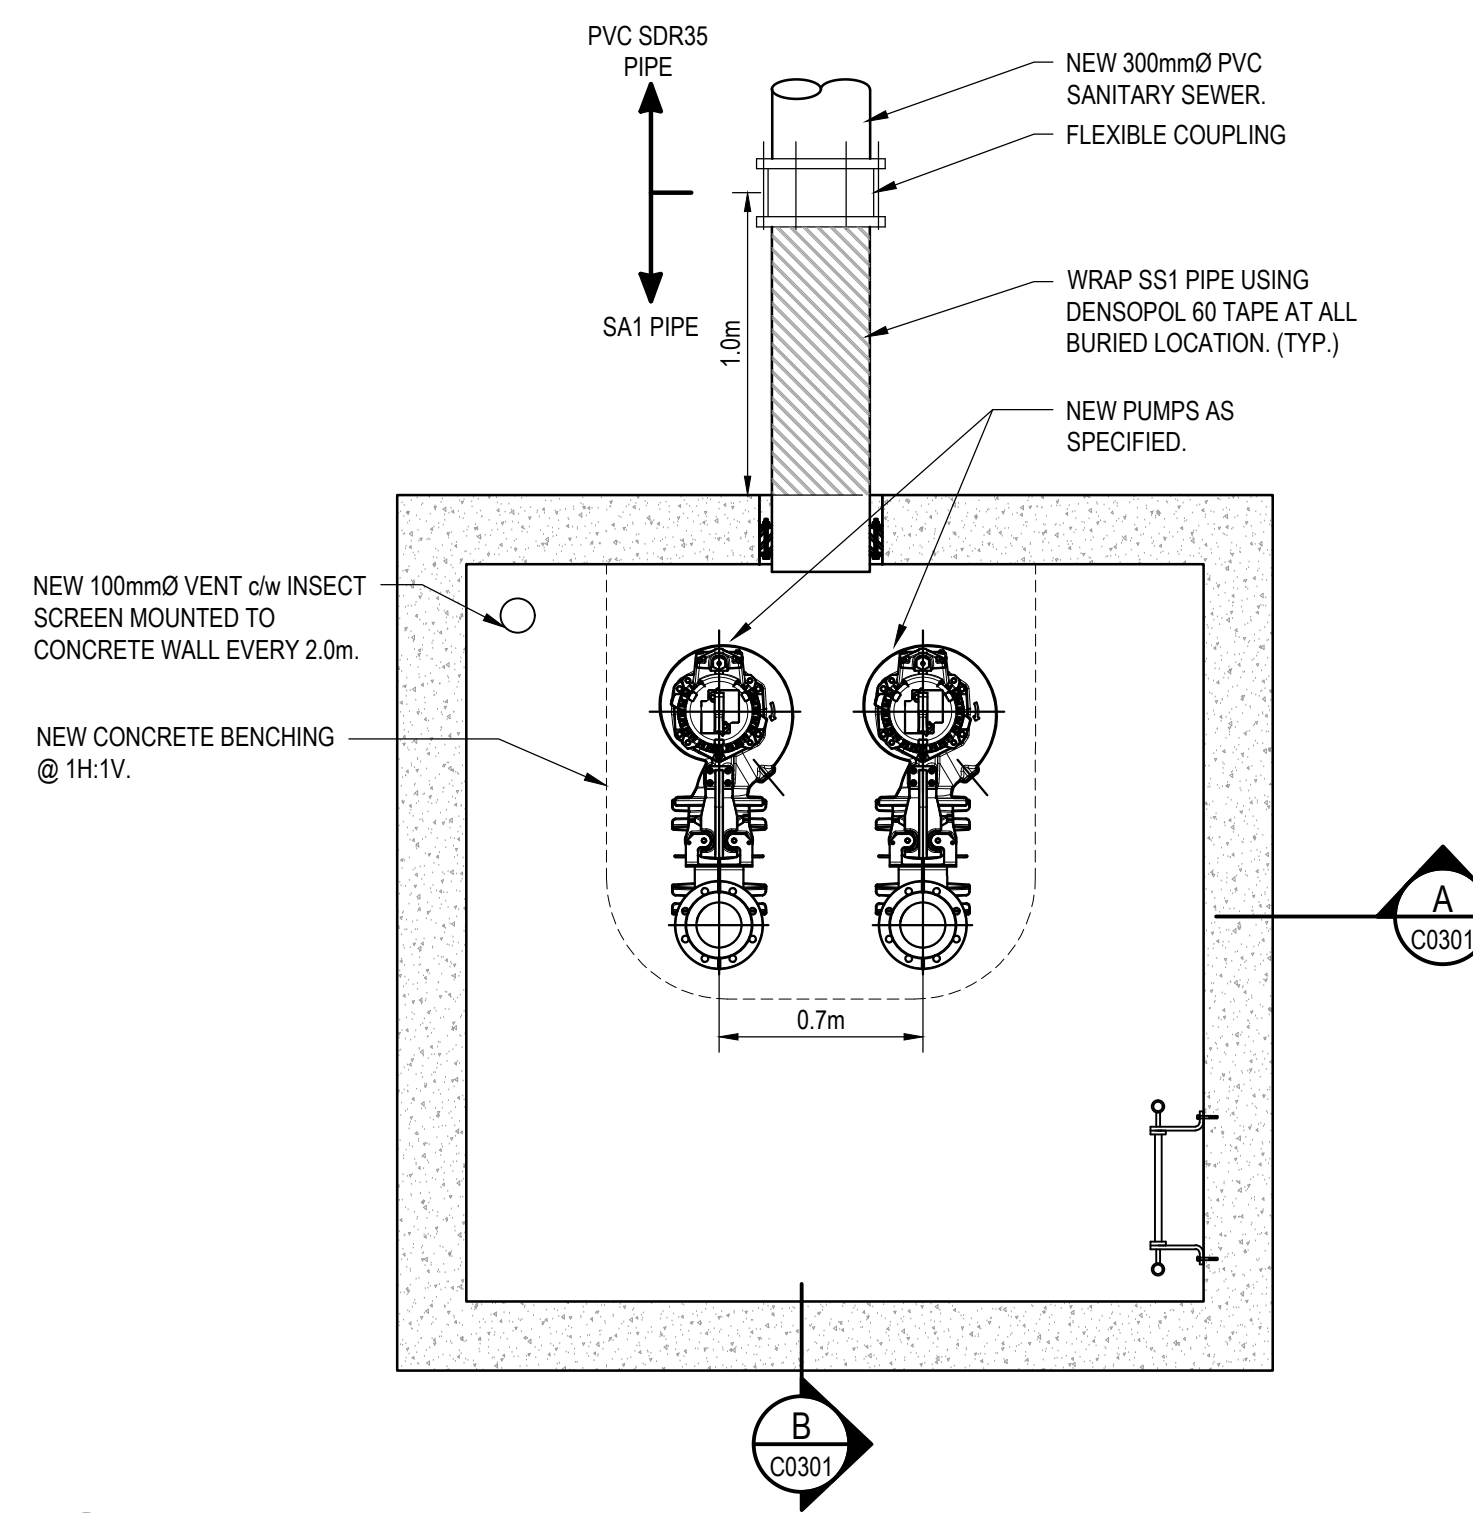 PVC SDR35
PIPE
NEW 300mmØ PVC
SANITARY SEWER.
FLEXIBLE COUPLING
WRAP SS1 PIPE USING
DENSOPOL 60 TAPE AT ALL
BURIED LOCATION. (TYP.)
SA1 PIPE
1.0m
NEW PUMPS AS
SPECIFIED.
NEW 100mmØ VENT c/w INSECT
SCREEN MOUNTED TO
CONCRETE WALL EVERY 2.0m.
NEW CONCRETE BENCHING
@ 1H:1V.
A
C0301
0.7m
B
C0301